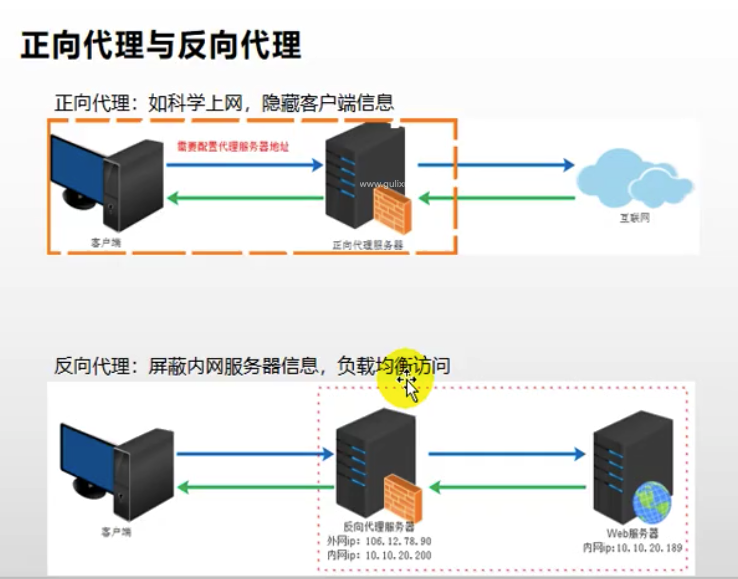 正向代理与反向代理
正向代理：如科学上网，隐藏客户端信息
需要配置代理服务器地址
www.gulix
客户端
正向代理服务器
互联网
反向代理：屏蔽内网服务器信息，负载均衡访问
客户端
反向代理服务器
外网ip: 106.12.78.90
内网ip: 10.10.20.200
Web服务器
内网ip:10.10.20.189